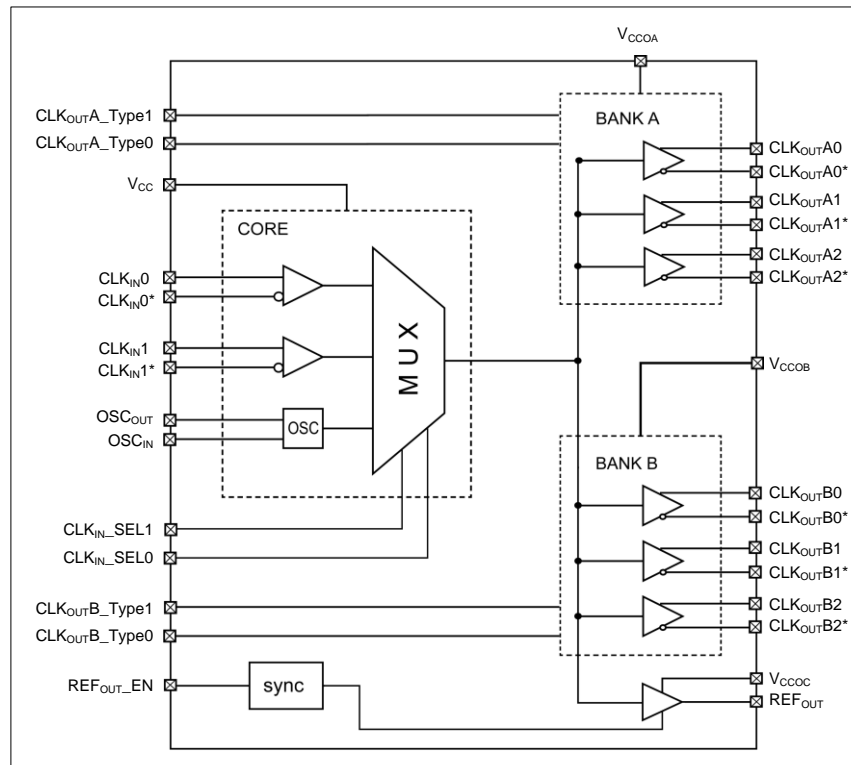 VCCOA
CLKOUTA_Type1
CLKOUTA_Type0
VCC
BANK A
CLKOUTA0
CLKOUTA0*
CLKOUTA1
CLKOUTA1*
CLKOUTA2
CLKOUTA2*
CORE
CLKIN0
CLKIN0*
CLKIN1
CLKIN1*
OSCOUT
OSCIN
OSC
MUX
VCCOB
BANK B
CLKOUTB0
CLKOUTB0*
CLKOUTB1
CLKOUTB1*
CLKOUTB2
CLKOUTB2*
CLKIN_SEL1
CLKIN_SEL0
CLKOUTB_Type1
CLKOUTB_Type0
REFOUT_EN
sync
VCCOC
REFOUT